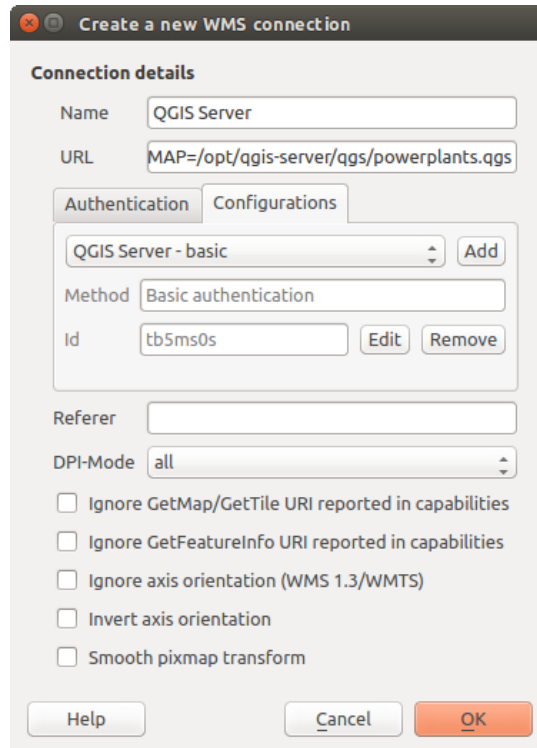 Create a new WMS connection
Connection details
Name QGIS Server
URL MAP=/opt/qgis-server/qgs/powerplants.qgs
Authentication Configurations
QGIS Server - basic Add
Method Basic authentication
Id tb5ms0s Edit Remove
Referer
DPI-Mode all
Ignore GetMap/GetTile URI reported in capabilities
Ignore GetFeatureInfo URI reported in capabilities
Ignore axis orientation (WMS 1.3/WMTS)
Invert axis orientation
Smooth pixmap transform
Help Cancel OK